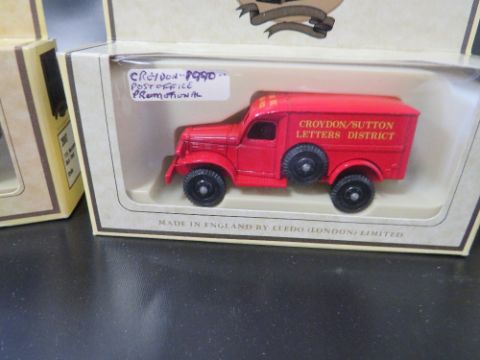 CROYDON-1990--
POST OFFICE
PROMOTIONAL
CROYDON/SUTTON
LETTERS DISTRICT
MADE IN ENGLAND BY LLEDO (LONDON) LIMITED